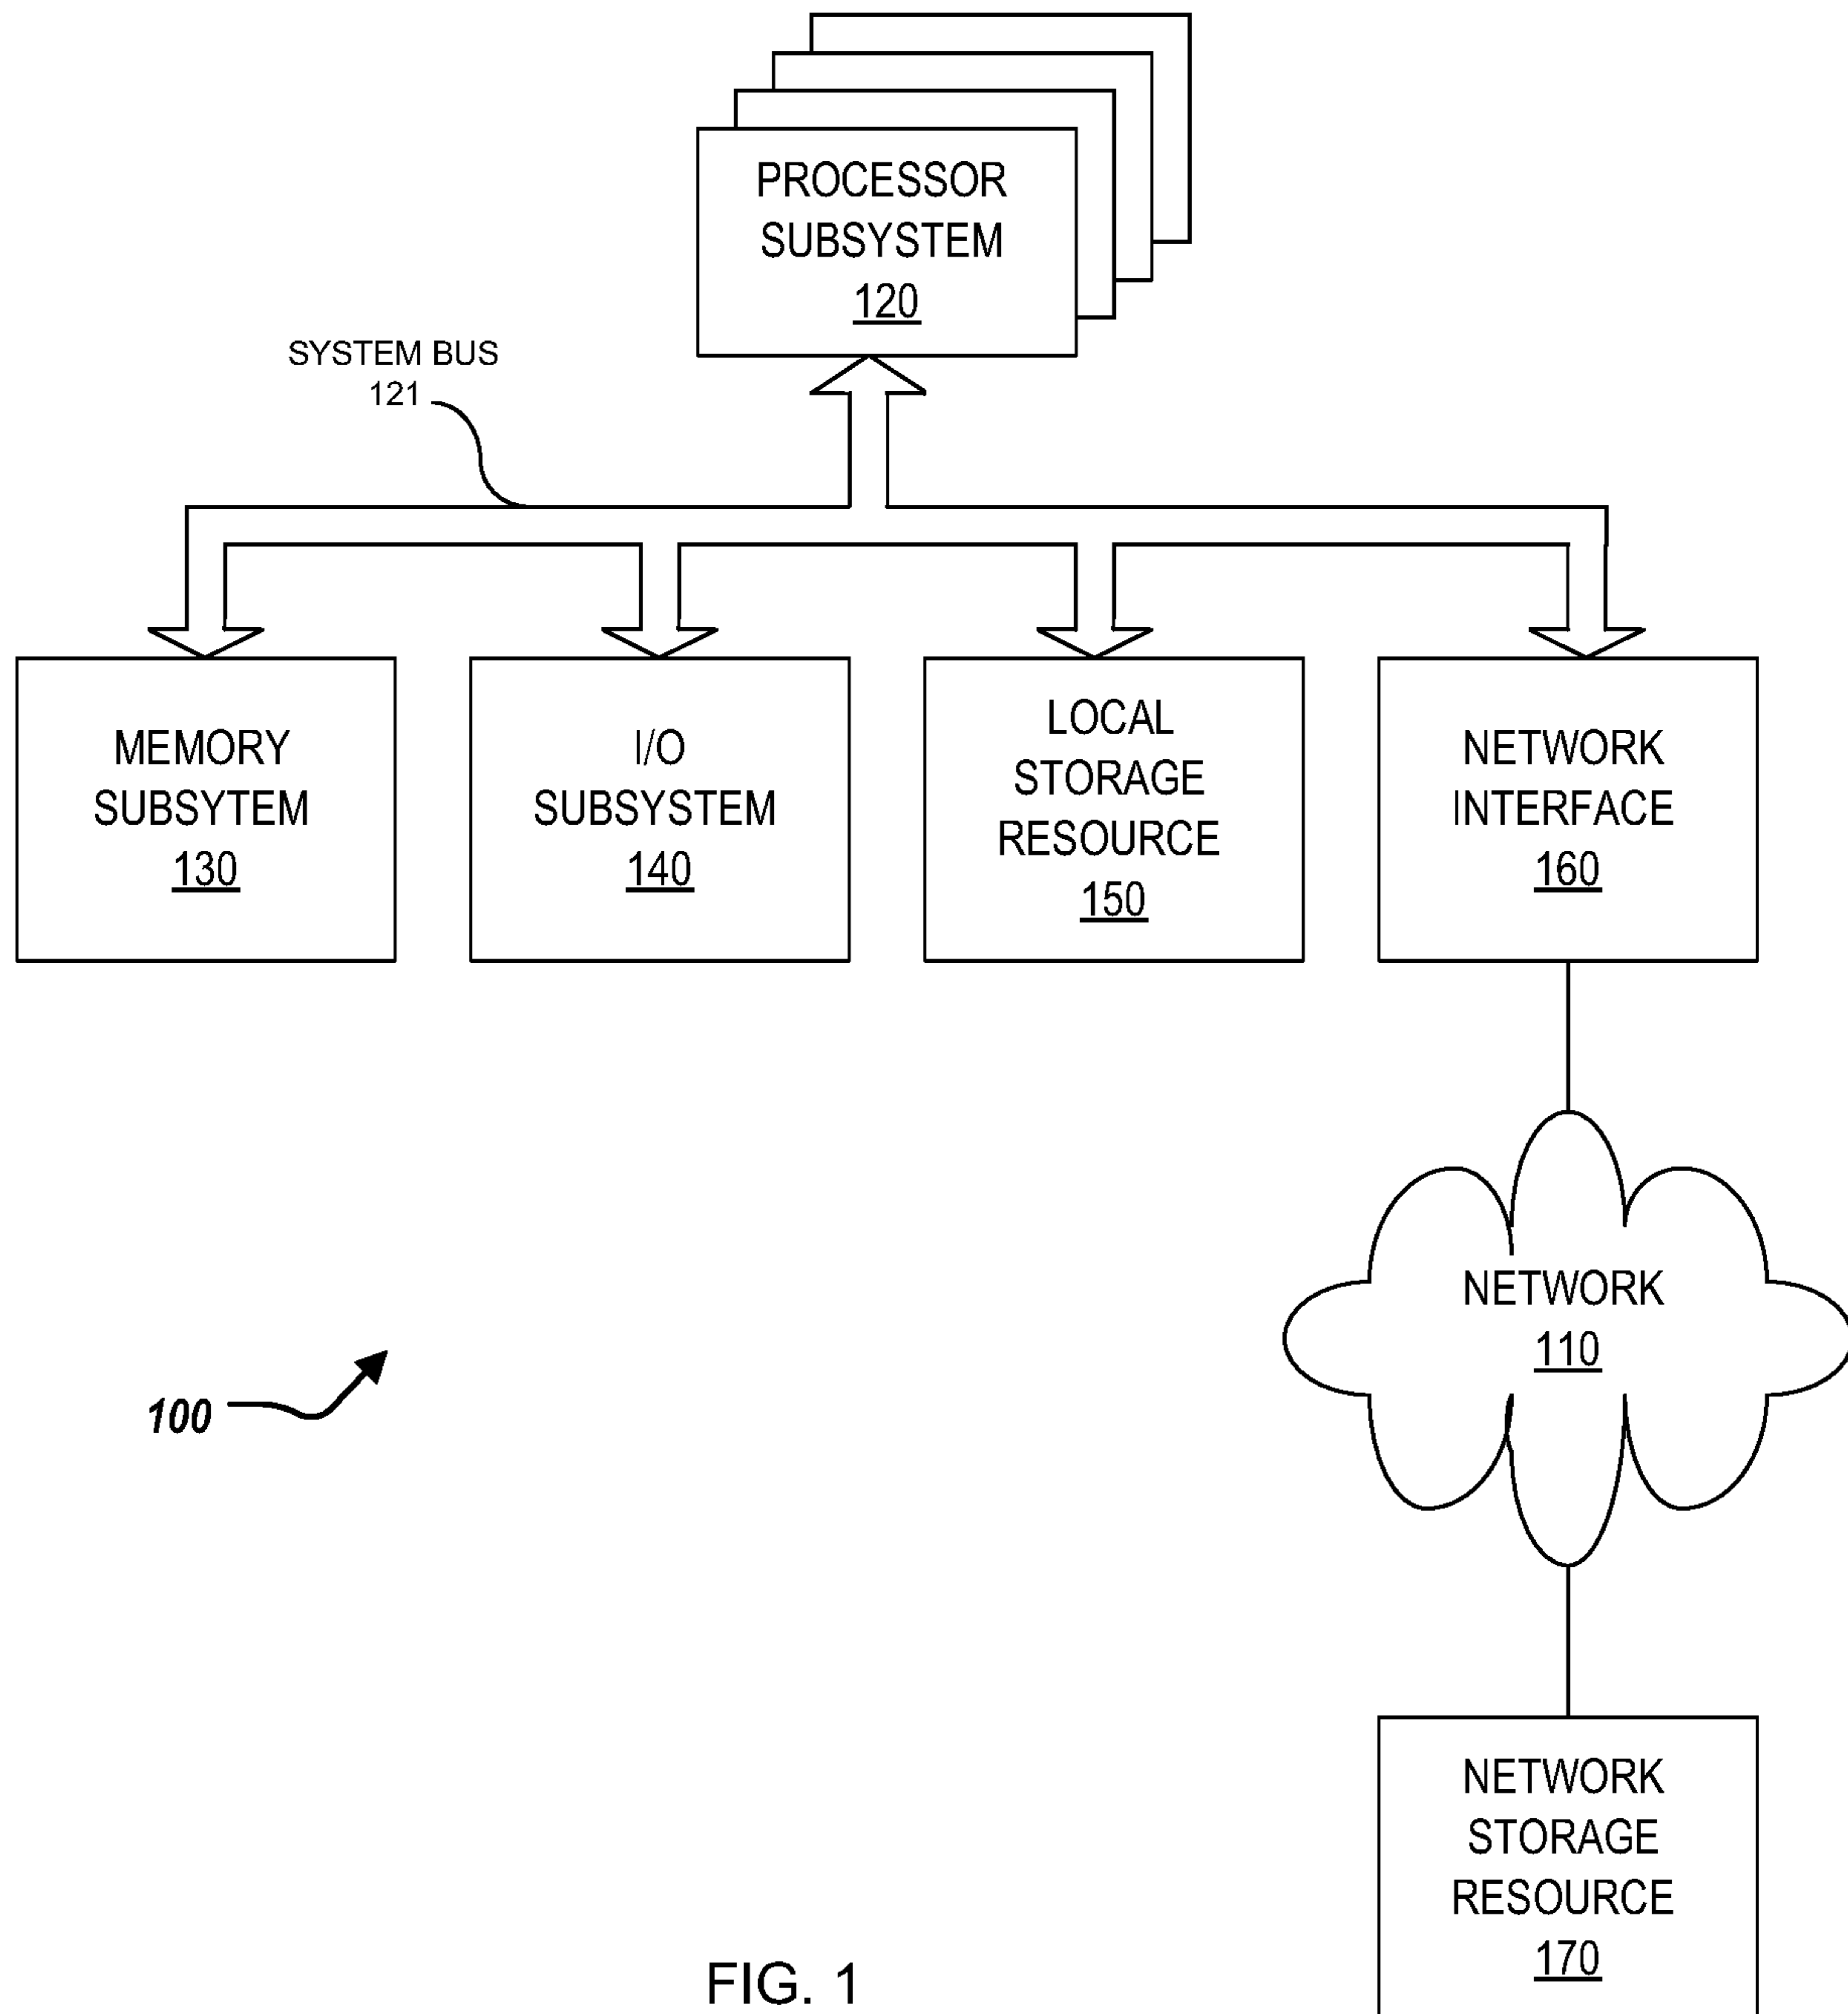 PROCESSOR
SUBSYSTEM
120
SYSTEM BUS
121
MEMORY
SUBSYTEM
130
I/O
SUBSYSTEM
140
LOCAL
STORAGE
RESOURCE
150
NETWORK
INTERFACE
160
NETWORK
110
100
NETWORK
STORAGE
RESOURCE
170
FIG. 1